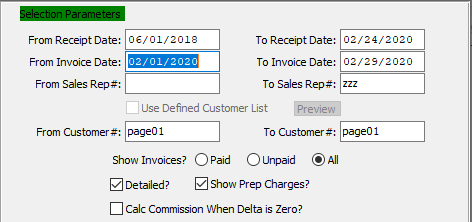 Selection Parameters
From Receipt Date: 06/01/2018 To Receipt Date: 02/24/2020
From Invoice Date: 02/01/2020 To Invoice Date: 02/29/2020
From Sales Rep#: To Sales Rep#: zzz
Use Defined Customer List Preview
From Customer#: page01 To Customer#: page01
Show Invoices? Paid Unpaid All
Detailed? Show Prep Charges?
Calc Commission When Delta is Zero?